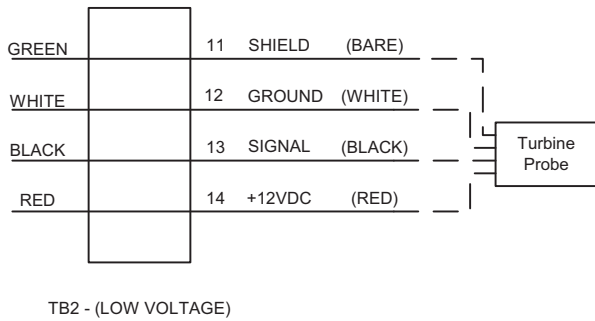 GREEN 11 SHIELD (BARE)
WHITE 12 GROUND (WHITE)
BLACK 13 SIGNAL (BLACK)
RED 14 +12VDC (RED)
Turbine
Probe
TB2 - (LOW VOLTAGE)